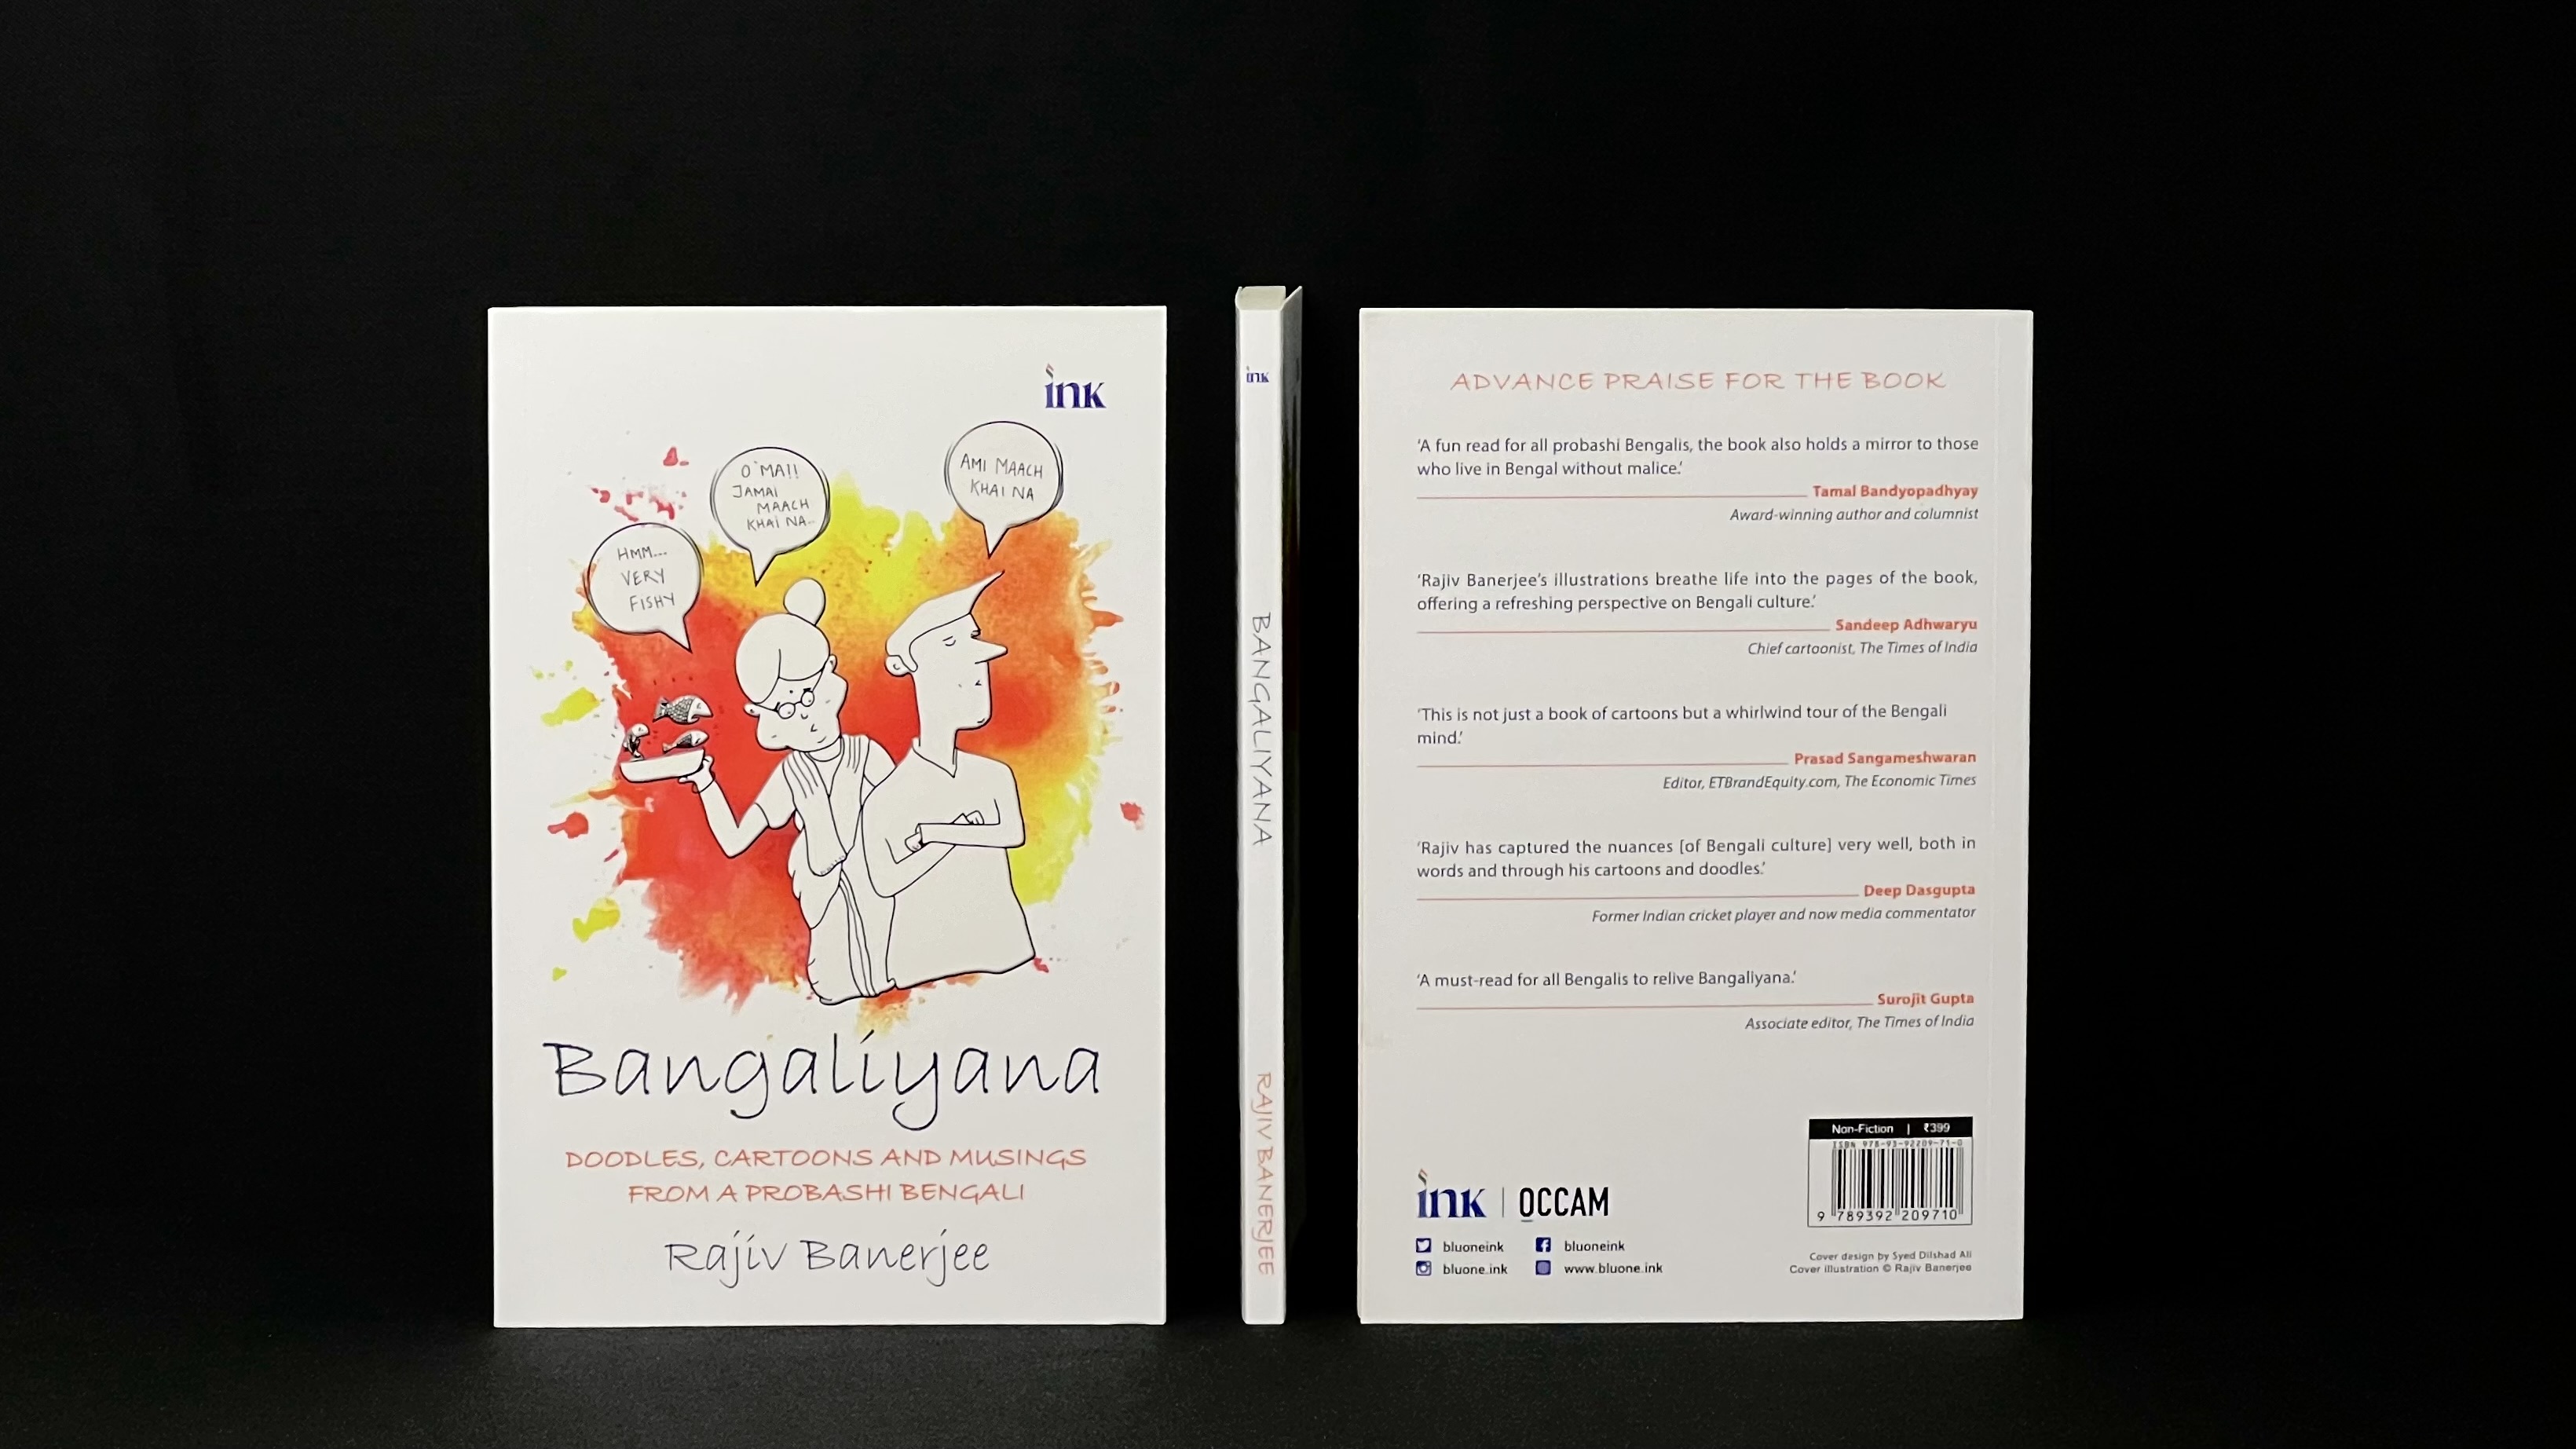 ink
O'MA!!
JAMAI
MAACH
KHAI NA..
AMI MAACH
KHAI NA
HMM...
VERY
FISHY
Bangaliyana
DOODLES, CARTOONS AND MUSINGS
FROM A PROBASHI BENGALI
Rajiv Banerjee
ink
BANGALIYANA
RAJIV BANERJEE
ADVANCE PRAISE FOR THE BOOK
'A fun read for all probashi Bengalis, the book also holds a mirror to those
who live in Bengal without malice.'
Tamal Bandyopadhyay
Award-winning author and columnist
'Rajiv Banerjee's illustrations breathe life into the pages of the book,
offering a refreshing perspective on Bengali culture.'
Sandeep Adhwaryu
Chief cartoonist, The Times of India
'This is not just a book of cartoons but a whirlwind tour of the Bengali
mind.'
Prasad Sangameshwaran
Editor, ETBrandEquity.com, The Economic Times
'Rajiv has captured the nuances [of Bengali culture] very well, both in
words and through his cartoons and doodles.'
Deep Dasgupta
Former Indian cricket player and now media commentator
'A must-read for all Bengalis to relive Bangaliyana.'
Surojit Gupta
Associate editor, The Times of India
Non-Fiction | ₹399
ISBN 978-93-92209-71-0
9 789392 209710
ink | OCCAM
bluoneink bluoneink
bluone.ink www.bluone.ink
Cover design by Syed Dilshad Ali
Cover illustration © Rajiv Banerjee